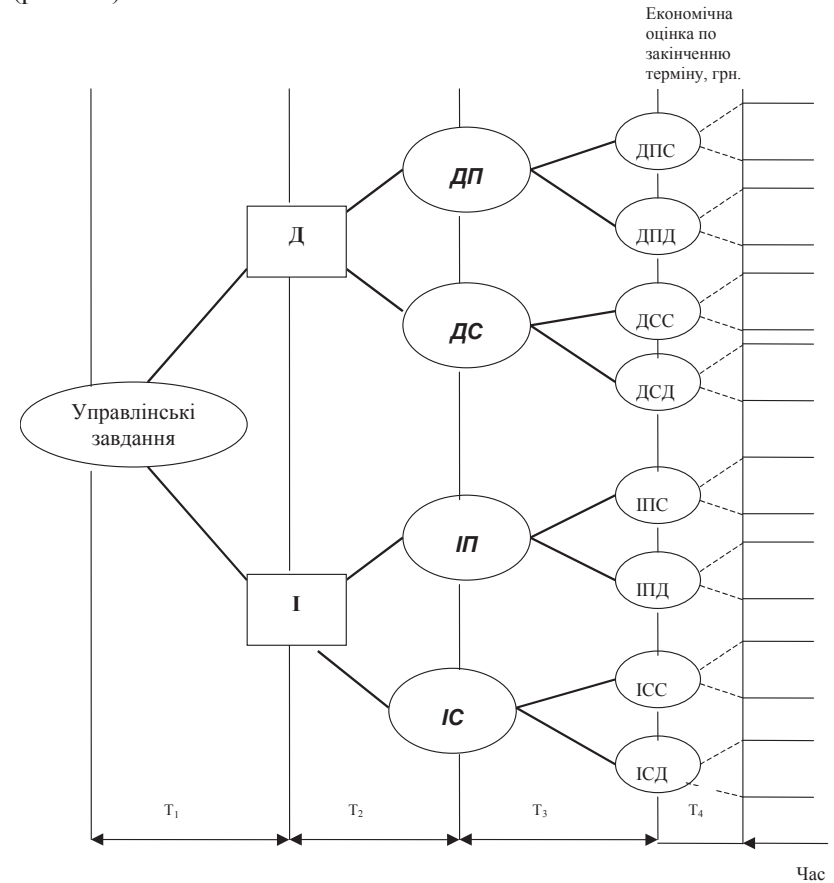 Економічна
оцінка по
закінченню
терміну, грн.
ДПС
ДП
ДПД
Д
ДСС
ДС
ДСД
Управлінські
завдання
ІПС
ІП
ІПД
І
ІСС
ІС
ІСД
T₁ T₂ T₃ T₄
Час